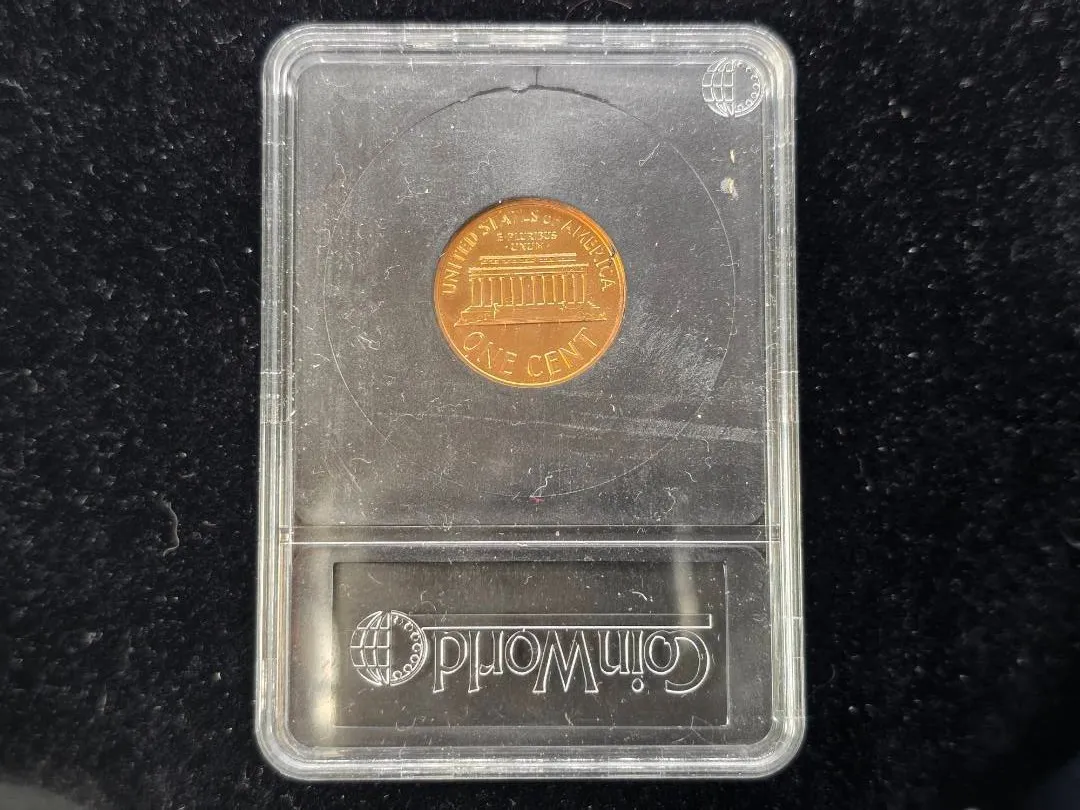 UNITED STATES OF AMERICA
E PLURIBUS
· UNUM ·
ONE CENT
CoinWorld